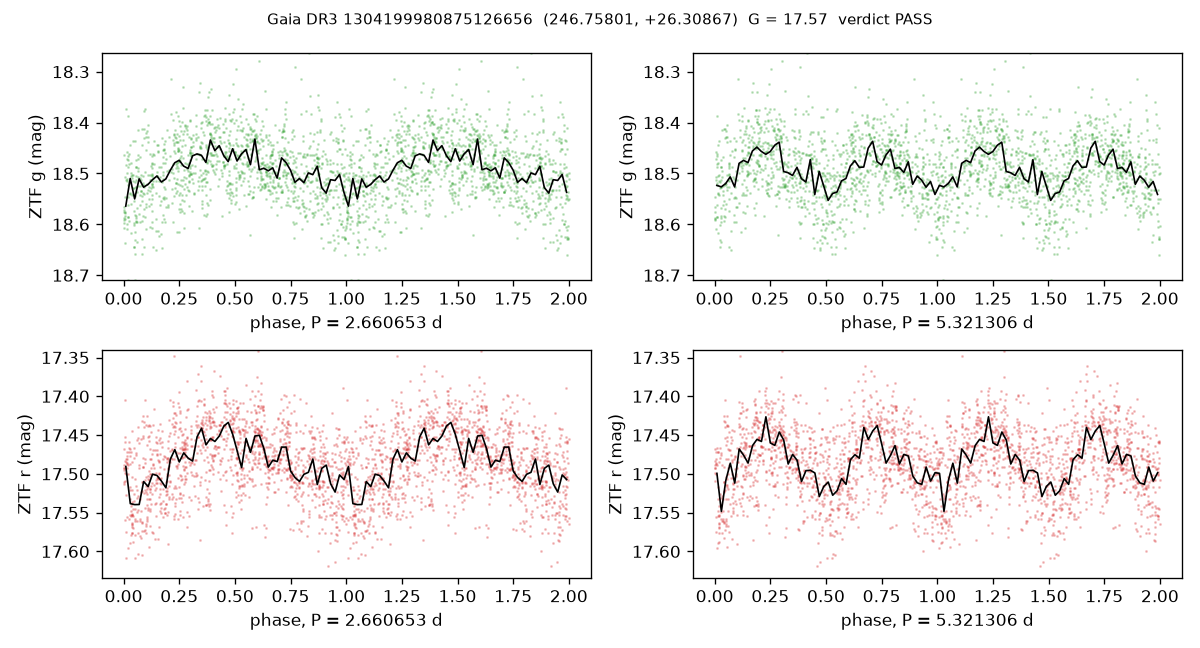 Gaia DR3 1304199980875126656  (246.75801, +26.30867)  G = 17.57  verdict PASS
ZTF g (mag)
18.3
18.4
18.5
18.6
18.7
0.00 0.25 0.50 0.75 1.00 1.25 1.50 1.75 2.00
phase, P = 2.660653 d
ZTF g (mag)
18.3
18.4
18.5
18.6
18.7
0.00 0.25 0.50 0.75 1.00 1.25 1.50 1.75 2.00
phase, P = 5.321306 d
ZTF r (mag)
17.35
17.40
17.45
17.50
17.55
17.60
0.00 0.25 0.50 0.75 1.00 1.25 1.50 1.75 2.00
phase, P = 2.660653 d
ZTF r (mag)
17.35
17.40
17.45
17.50
17.55
17.60
0.00 0.25 0.50 0.75 1.00 1.25 1.50 1.75 2.00
phase, P = 5.321306 d